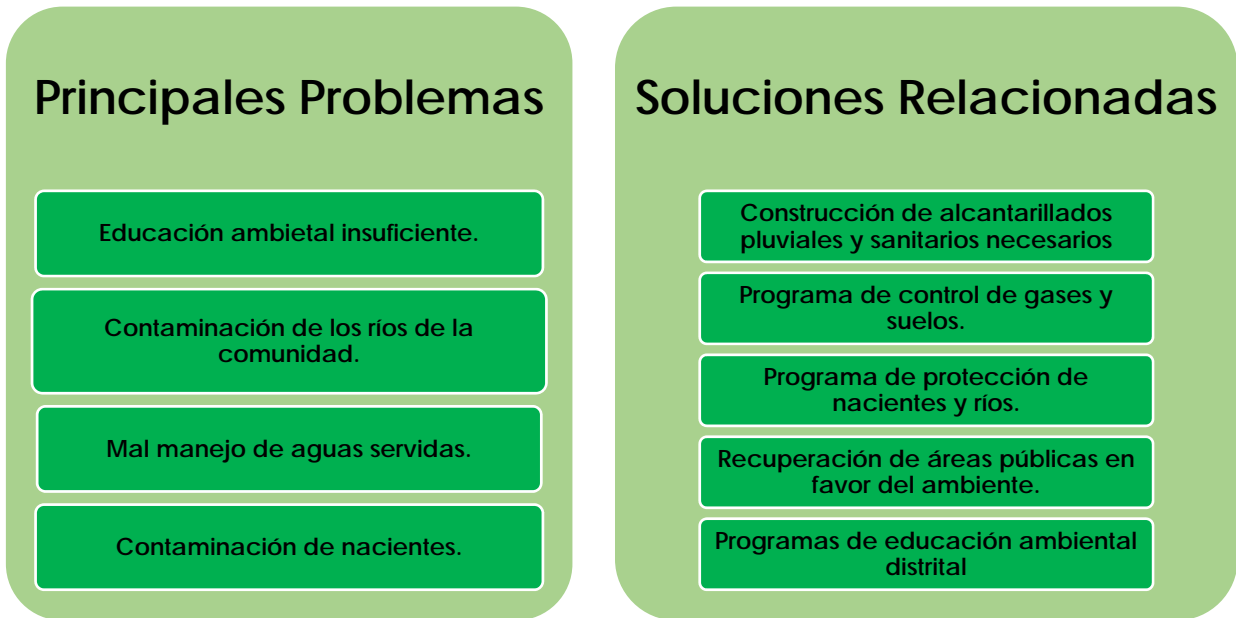 Principales Problemas
Educación ambietal insuficiente.
Contaminación de los ríos de la
comunidad.
Mal manejo de aguas servidas.
Contaminación de nacientes.
Soluciones Relacionadas
Construcción de alcantarillados
pluviales y sanitarios necesarios
Programa de control de gases y
suelos.
Programa de protección de
nacientes y ríos.
Recuperación de áreas públicas en
favor del ambiente.
Programas de educación ambiental
distrital